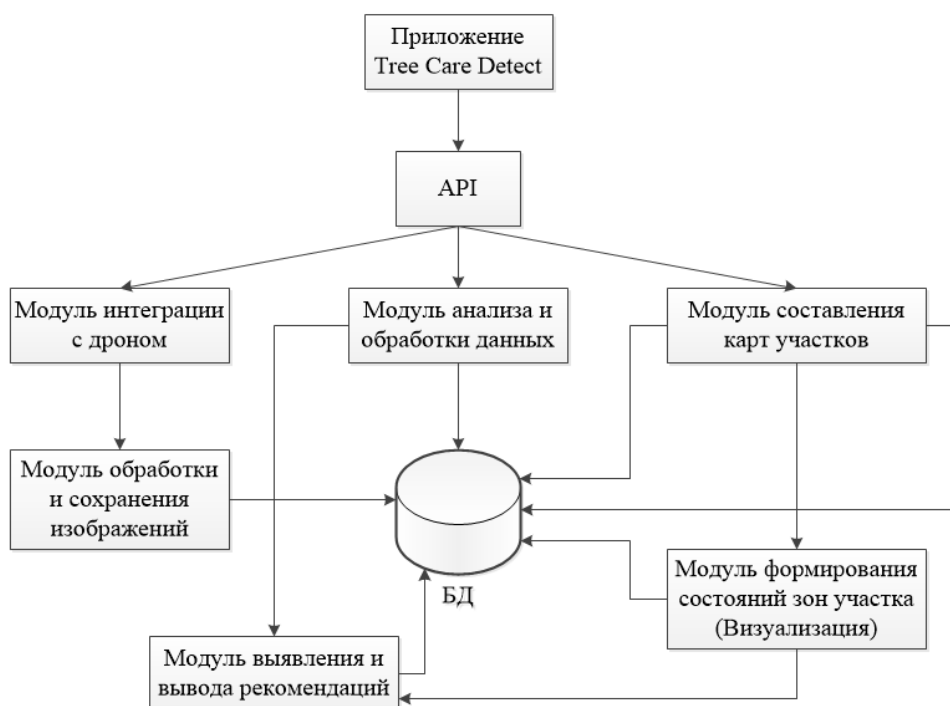 Приложение
Tree Care Detect
API
Модуль интеграции
с дроном
Модуль анализа и
обработки данных
Модуль составления
карт участков
Модуль обработки
и сохранения
изображений
БД
Модуль формирования
состояний зон участка
(Визуализация)
Модуль выявления и
вывода рекомендаций